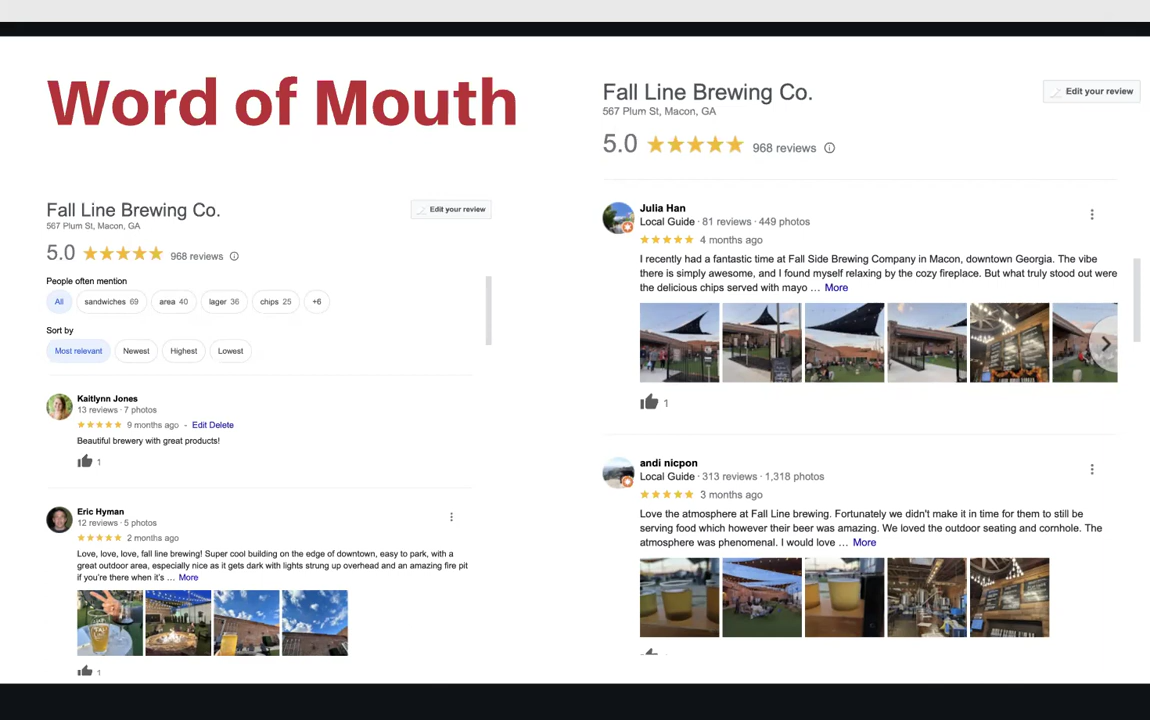 Word of Mouth
Fall Line Brewing Co.
Edit your review
567 Plum St, Macon, GA
5.0
968 reviews
People often mention
All
sandwiches 69
area 40
lager 36
chips 25
+6
Sort by
Most relevant
Newest
Highest
Lowest
Kaitlynn Jones
13 reviews · 7 photos
9 months ago - Edit Delete
Beautiful brewery with great products!
1
Eric Hyman
12 reviews · 5 photos
2 months ago
Love, love, love, fall line brewing! Super cool building on the edge of downtown, easy to park, with a
great outdoor area, especially nice as it gets dark with lights strung up overhead and an amazing fire pit
if you're there when it's … More
1
Fall Line Brewing Co.
Edit your review
567 Plum St, Macon, GA
5.0
968 reviews
Julia Han
Local Guide · 81 reviews · 449 photos
4 months ago
I recently had a fantastic time at Fall Side Brewing Company in Macon, downtown Georgia. The vibe
there is simply awesome, and I found myself relaxing by the cozy fireplace. But what truly stood out were
the delicious chips served with mayo … More
1
andi nicpon
Local Guide · 313 reviews · 1,318 photos
3 months ago
Love the atmosphere at Fall Line brewing. Fortunately we didn't make it in time for them to still be
serving food which however their beer was amazing. We loved the outdoor seating and cornhole. The
atmosphere was phenomenal. I would love … More